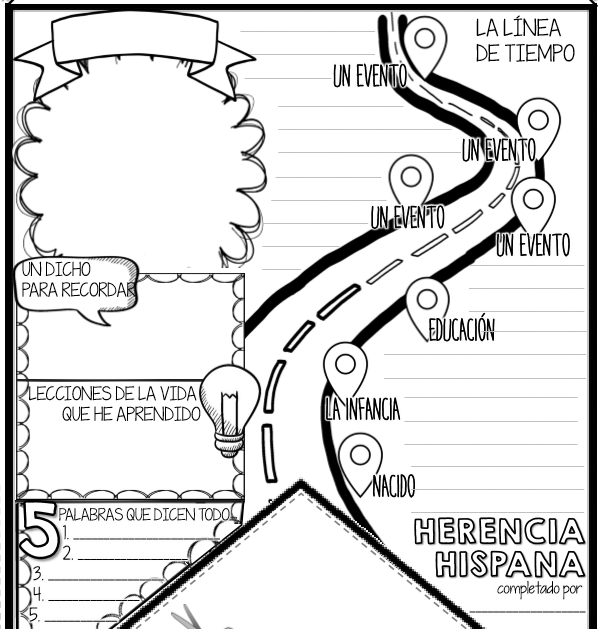 LA LÍNEA
DE TIEMPO
UN EVENTO
UN EVENTO
UN EVENTO
UN EVENTO
UN DICHO
PARA RECORDAR
EDUCACIÓN
LECCIONES DE LA VIDA
QUE HE APRENDIDO
LA INFANCIA
NACIDO
5 PALABRAS QUE DICEN TODO...
1.
2.
3.
4.
5.
HERENCIA
HISPANA
completado por